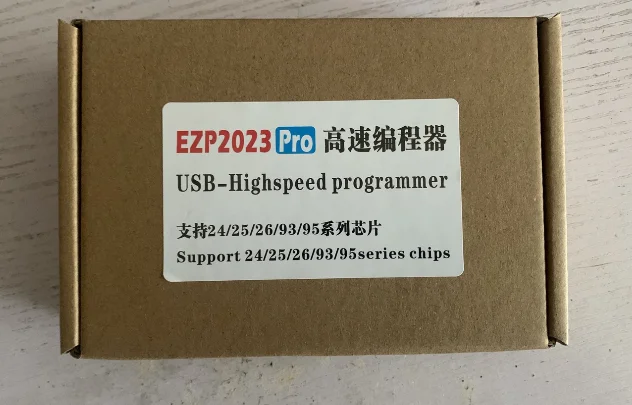 EZP2023 Pro 高速编程器
USB-Highspeed programmer
支持24/25/26/93/95系列芯片
Support 24/25/26/93/95series chips